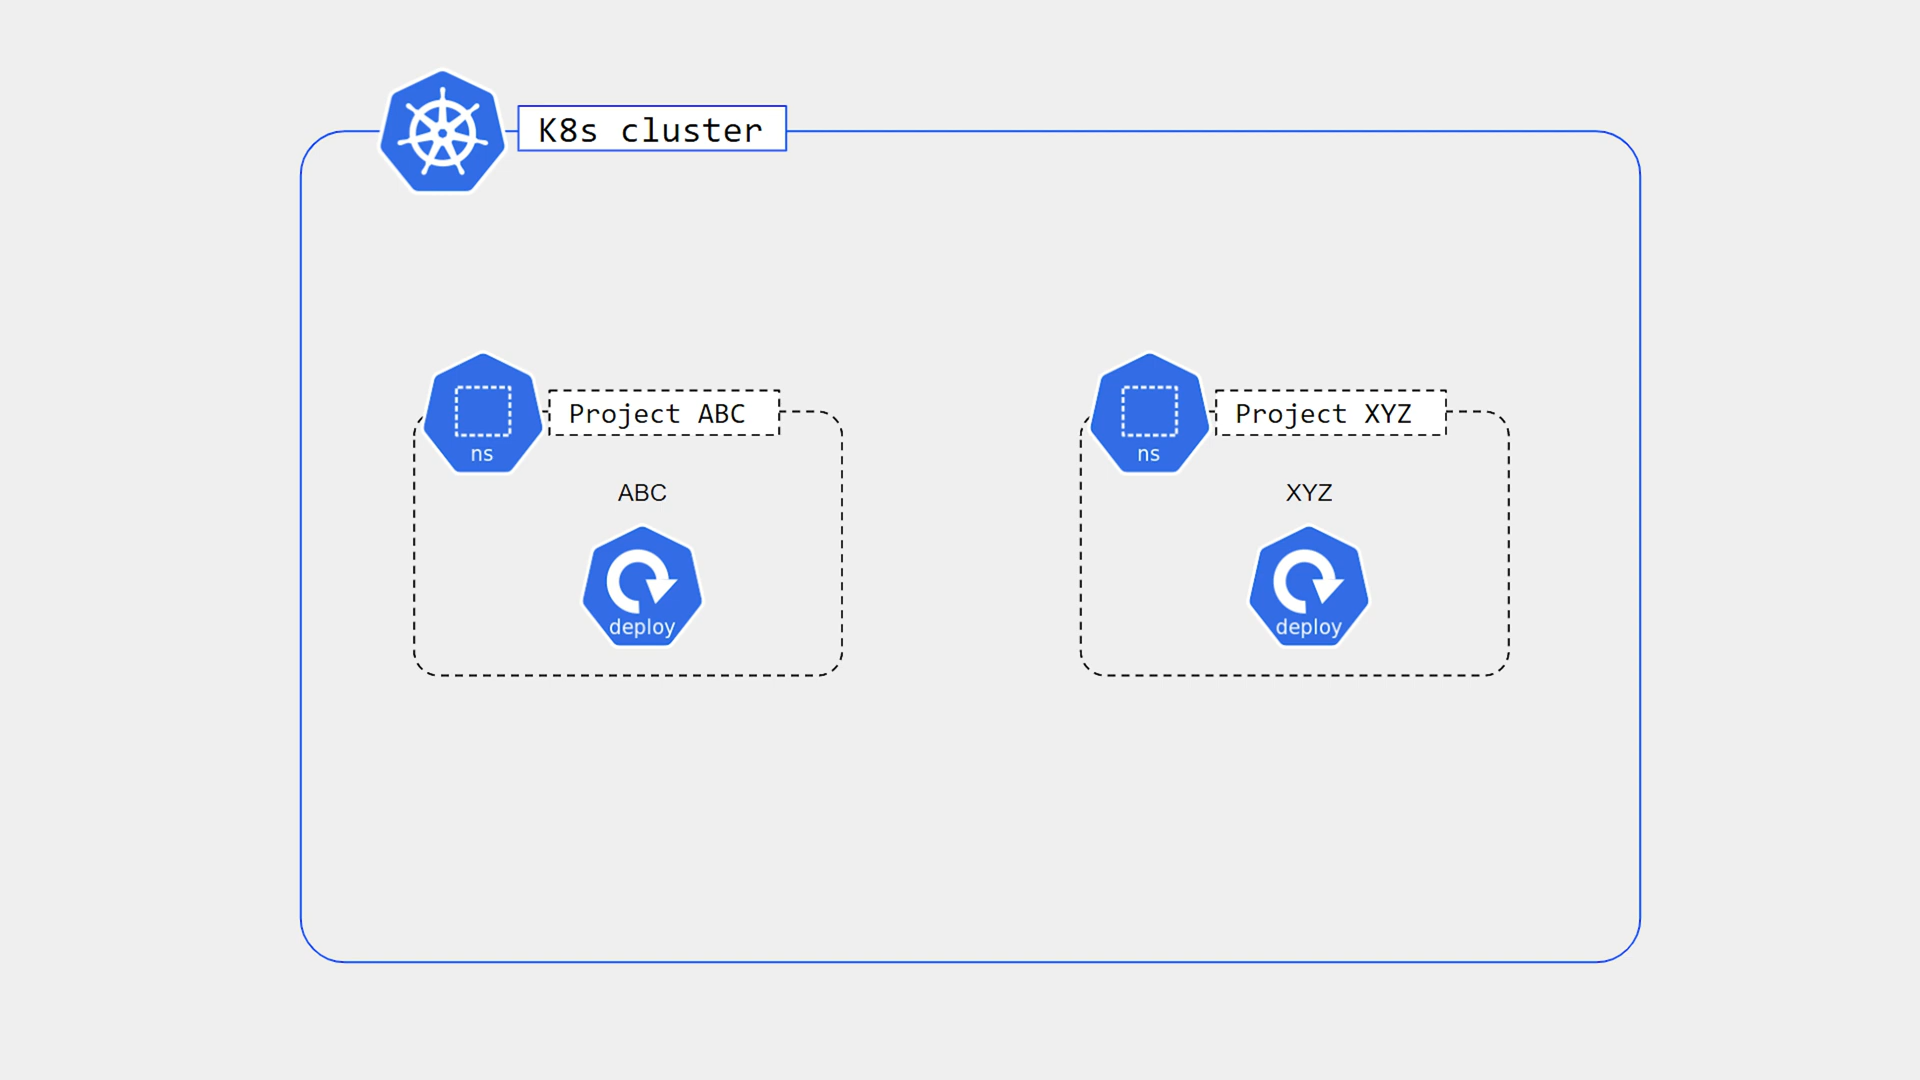 K8s cluster
ns
Project ABC
ABC
deploy
ns
Project XYZ
XYZ
deploy